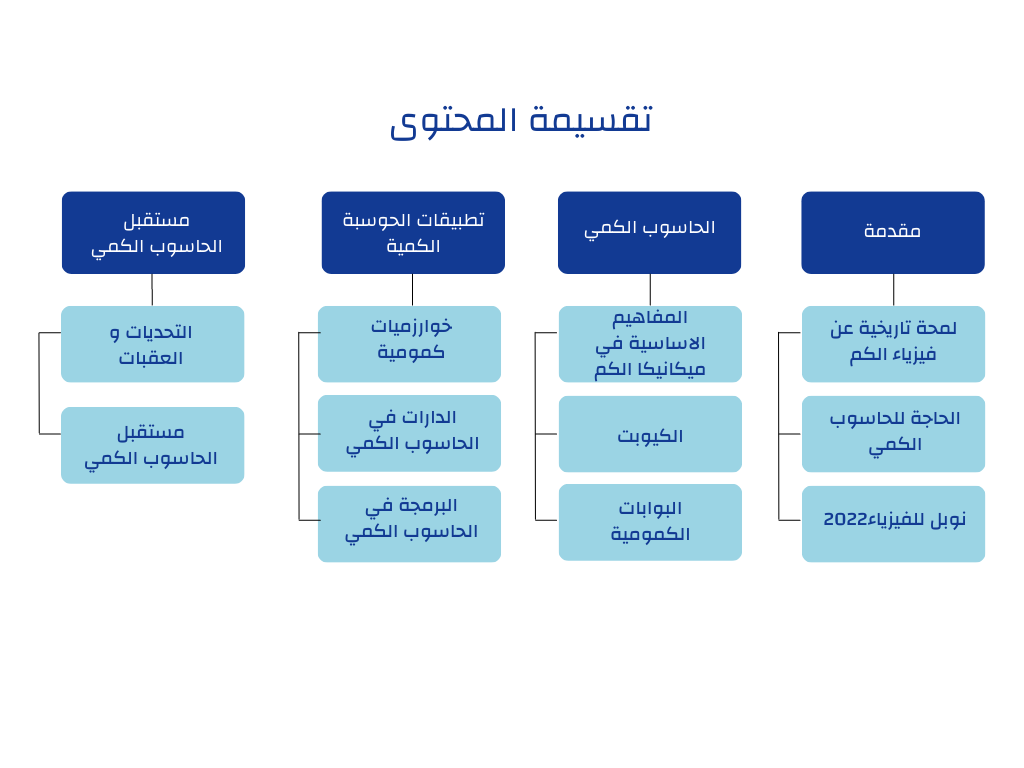 تقسيمة المحتوى
مقدمة
لمحة تاريخية عن
فيزياء الكم
الحاجة للحاسوب
الكمي
نوبل للفيزياء2022
الحاسوب الكمي
المفاهيم
الاساسية في
ميكانيكا الكم
الكيوبت
البوابات
الكمومية
تطبيقات الحوسبة
الكمية
خوارزميات
كمومية
الدارات في
الحاسوب الكمي
البرمجة في
الحاسوب الكمي
مستقبل
الحاسوب الكمي
التحديات و
العقبات
مستقبل
الحاسوب الكمي